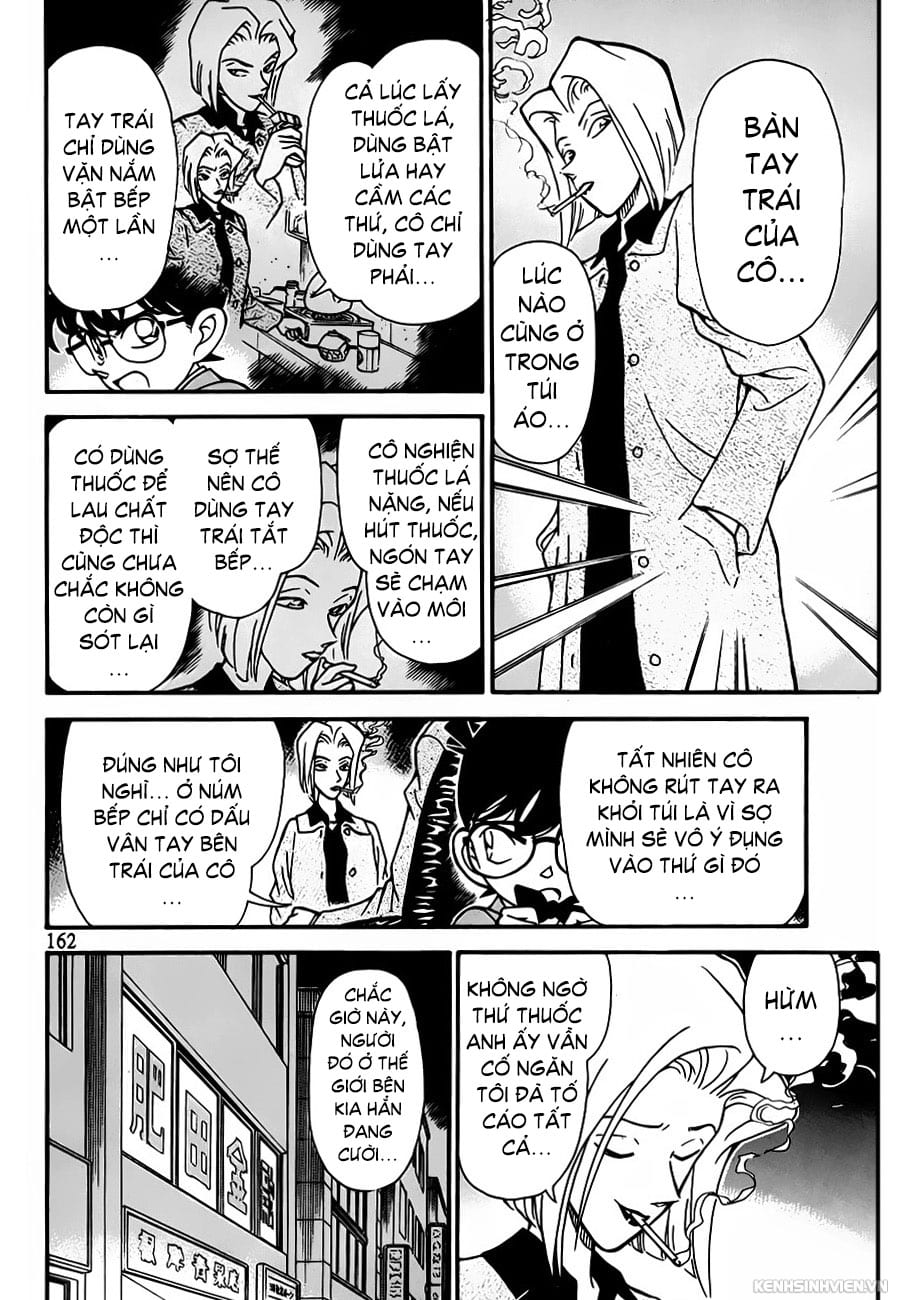 BÀN
TAY
TRÁI
CỦA
CÔ...
LÚC
NÀO
CŨNG Ở
TRONG
TÚI
ÁO...
CẢ LÚC LẤY
THUỐC LÁ,
DÙNG BẬT
LỬA HAY
CẦM CÁC
THỨ, CÔ CHỈ
DÙNG TAY
PHẢI...
TAY TRÁI
CHỈ DÙNG
VẶN NẮM
BẬT BẾP
MỘT LẦN
...
CÔ NGHIỆN
THUỐC LÁ
NẶNG, NẾU
HÚT THUỐC,
NGÓN TAY
SẼ CHẠM
VÀO MÔI
...
SỢ THẾ
NÊN CÔ
DÙNG TAY
TRÁI TẮT
BẾP...
CÓ DÙNG
THUỐC ĐỂ
LAU CHẤT
ĐỘC THÌ
CŨNG CHƯA
CHẮC KHÔNG
CÒN GÌ
SÓT LẠI
...
TẤT NHIÊN CÔ
KHÔNG RÚT TAY RA
KHỎI TÚI LÀ VÌ SỢ
MÌNH SẼ VÔ Ý ĐỤNG
VÀO THỨ GÌ ĐÓ
...
ĐÚNG NHƯ TÔI
NGHĨ... Ở NÚM
BẾP CHỈ CÓ DẤU
VÂN TAY BÊN
TRÁI CỦA CÔ
...
162
HỪM
...
KHÔNG NGỜ
THỨ THUỐC
ANH ẤY VẪN
CỐ NGĂN
TÔI ĐÃ TỐ
CÁO TẤT
CẢ...
CHẮC
GIỜ NÀY,
NGƯỜI
ĐÓ Ở THẾ
GIỚI BÊN
KIA HẲN
ĐANG
CƯỜI...
肥田金
KENHSINHVIEN.VN